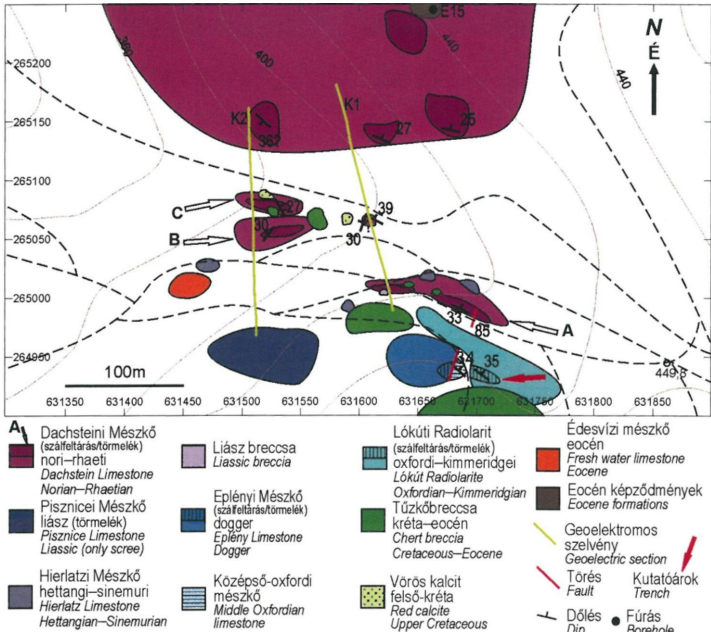 E15
N
É
380
400
440
440
265200
265150
265100
265050
265000
264950
K2
K1
367
27
25
C
27
39
B
30
30
A
33
85
34
35
449,8
100m
631350
631400
631450
631500
631550
631600
631650
631700
631750
631800
A
Dachsteini Mészkő
(szálfeltárás/törmelék)
nori–rhaeti
Dachstein Limestone
Norian–Rhaetian
Pisznicei Mészkő
liász (törmelék)
Pisznice Limestone
Liassic (only scree)
Hierlatzi Mészkő
hettangi–sinemuri
Hierlatz Limestone
Hettangian–Sinemurian
Liász breccsa
Liassic breccia
Eplényi Mészkő
(szálfeltárás/törmelék)
dogger
Eplény Limestone
Dogger
Középső-oxfordi
mészkő
Middle Oxfordian
limestone
Lókúti Radiolarit
(szálfeltárás/törmelék)
oxfordi–kimmeridgei
Lókút Radiolarite
Oxfordian–Kimmeridgian
Tűzkőbreccsa
kréta–eocén
Chert breccia
Cretaceous–Eocene
Vörös kalcit
felső-kréta
Red calcite
Upper Cretaceous
Édesvízi mészkő
eocén
Fresh water limestone
Eocene
Eocén képződmények
Eocene formations
Geoelektromos
szelvény
Geoelectric section
Törés
Fault
Kutatóárok
Trench
Dőlés
Dip
Fúrás
Borehole